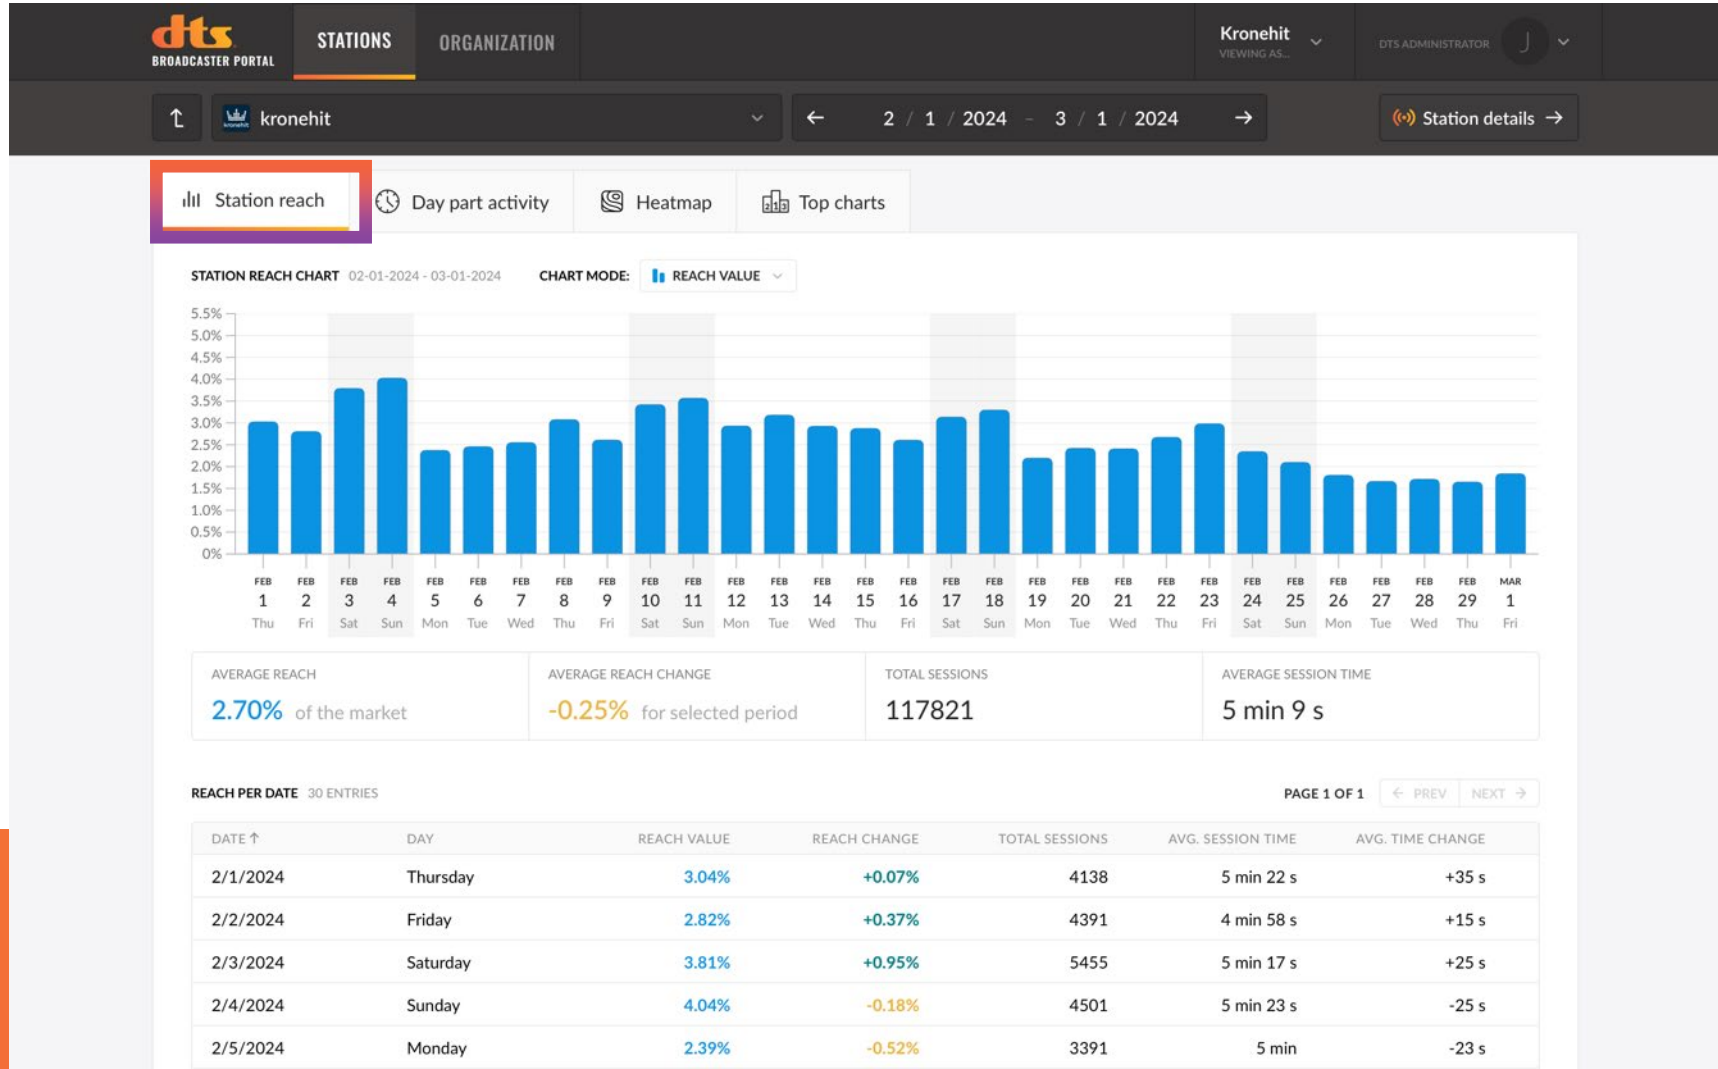 dts
BROADCASTER PORTAL
STATIONS
ORGANIZATION
Kronehit
VIEWING AS...
DTS ADMINISTRATOR
J
kronehit
2 / 1 / 2024 – 3 / 1 / 2024
Station details
Station reach
Day part activity
Heatmap
Top charts
STATION REACH CHART 02-01-2024 - 03-01-2024
CHART MODE: REACH VALUE
5.5%
5.0%
4.5%
4.0%
3.5%
3.0%
2.5%
2.0%
1.5%
1.0%
0.5%
0%
FEB FEB FEB FEB FEB FEB FEB FEB FEB FEB FEB FEB FEB FEB FEB FEB FEB FEB FEB FEB FEB FEB FEB FEB FEB FEB FEB FEB FEB MAR
1 2 3 4 5 6 7 8 9 10 11 12 13 14 15 16 17 18 19 20 21 22 23 24 25 26 27 28 29 1
Thu Fri Sat Sun Mon Tue Wed Thu Fri Sat Sun Mon Tue Wed Thu Fri Sat Sun Mon Tue Wed Thu Fri Sat Sun Mon Tue Wed Thu Fri
AVERAGE REACH
2.70% of the market
AVERAGE REACH CHANGE
-0.25% for selected period
TOTAL SESSIONS
117821
AVERAGE SESSION TIME
5 min 9 s
REACH PER DATE 30 ENTRIES
PAGE 1 OF 1 ← PREV NEXT →
DATE ↑ DAY REACH VALUE REACH CHANGE TOTAL SESSIONS AVG. SESSION TIME AVG. TIME CHANGE
2/1/2024 Thursday 3.04% +0.07% 4138 5 min 22 s +35 s
2/2/2024 Friday 2.82% +0.37% 4391 4 min 58 s +15 s
2/3/2024 Saturday 3.81% +0.95% 5455 5 min 17 s +25 s
2/4/2024 Sunday 4.04% -0.18% 4501 5 min 23 s -25 s
2/5/2024 Monday 2.39% -0.52% 3391 5 min -23 s